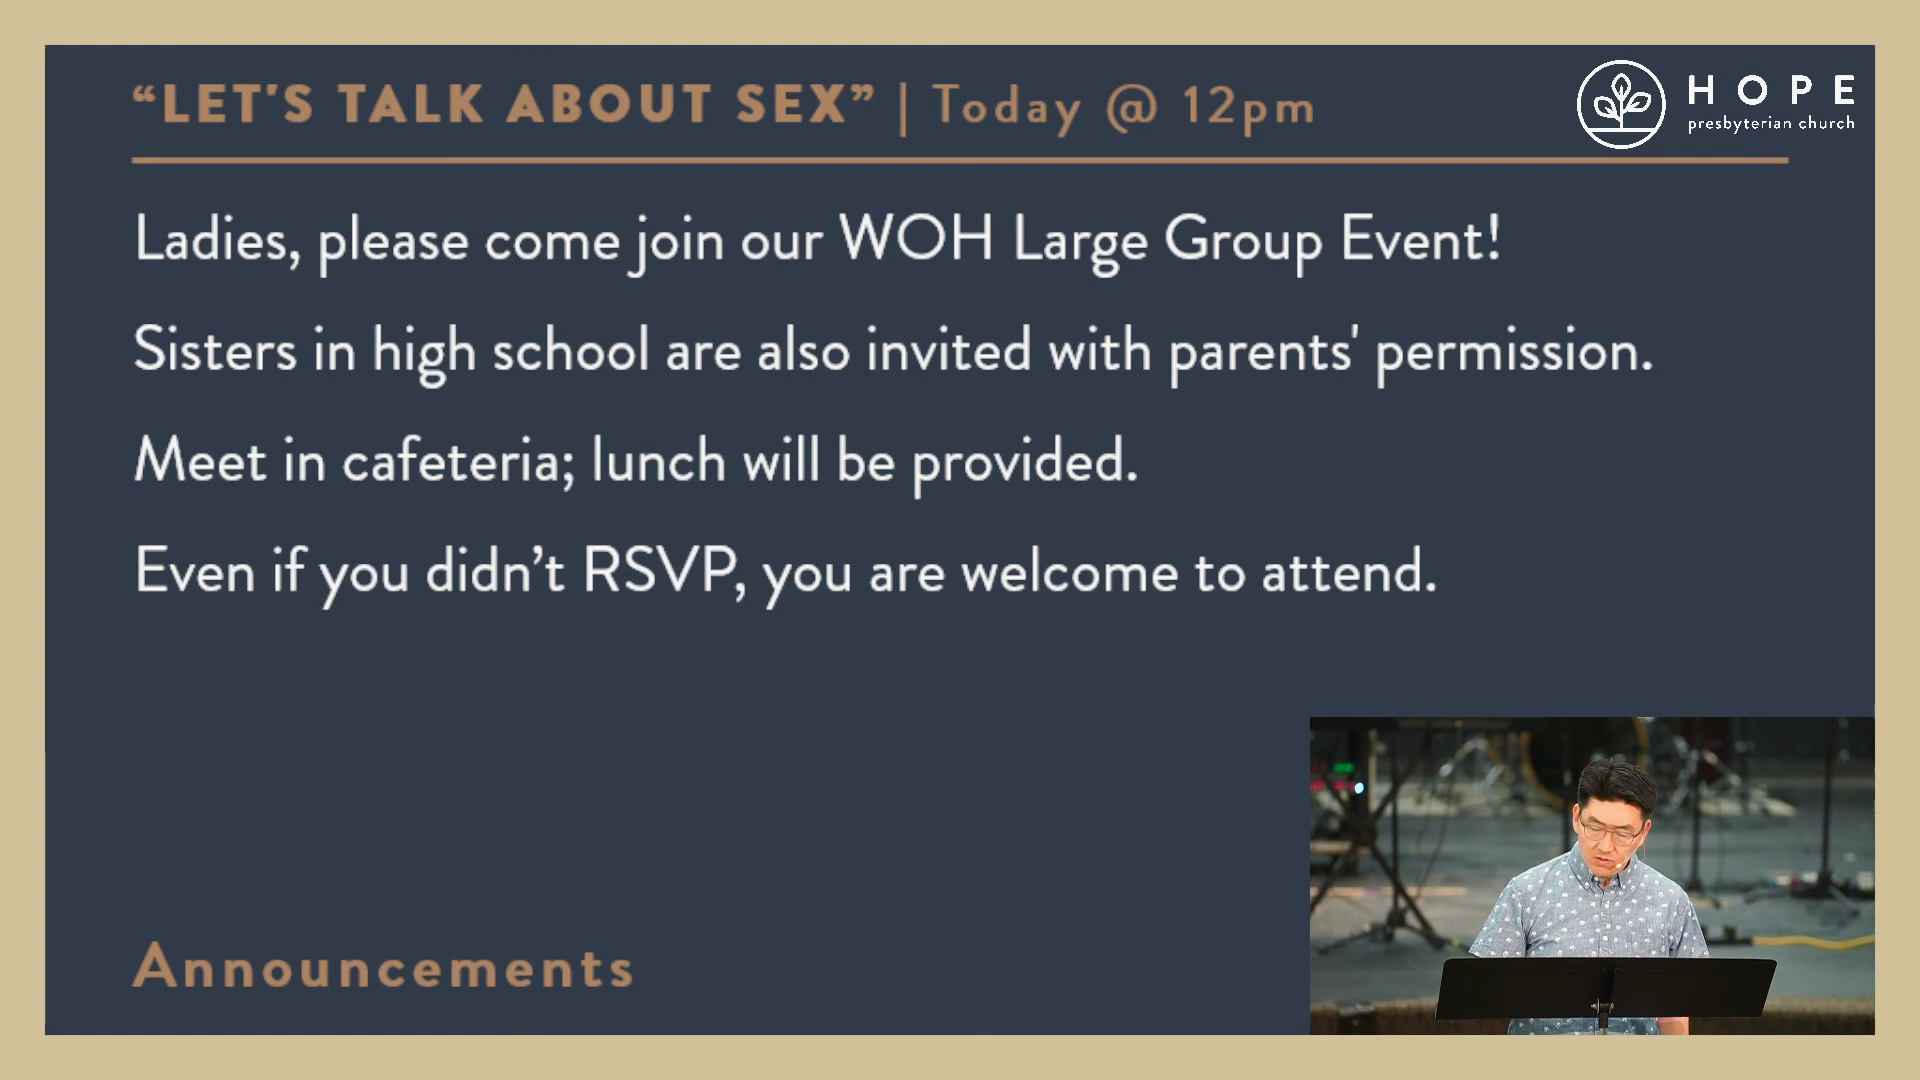 “LET'S TALK ABOUT SEX” | Today @ 12pm
HOPE
presbyterian church
Ladies, please come join our WOH Large Group Event!
Sisters in high school are also invited with parents' permission.
Meet in cafeteria; lunch will be provided.
Even if you didn’t RSVP, you are welcome to attend.
Announcements